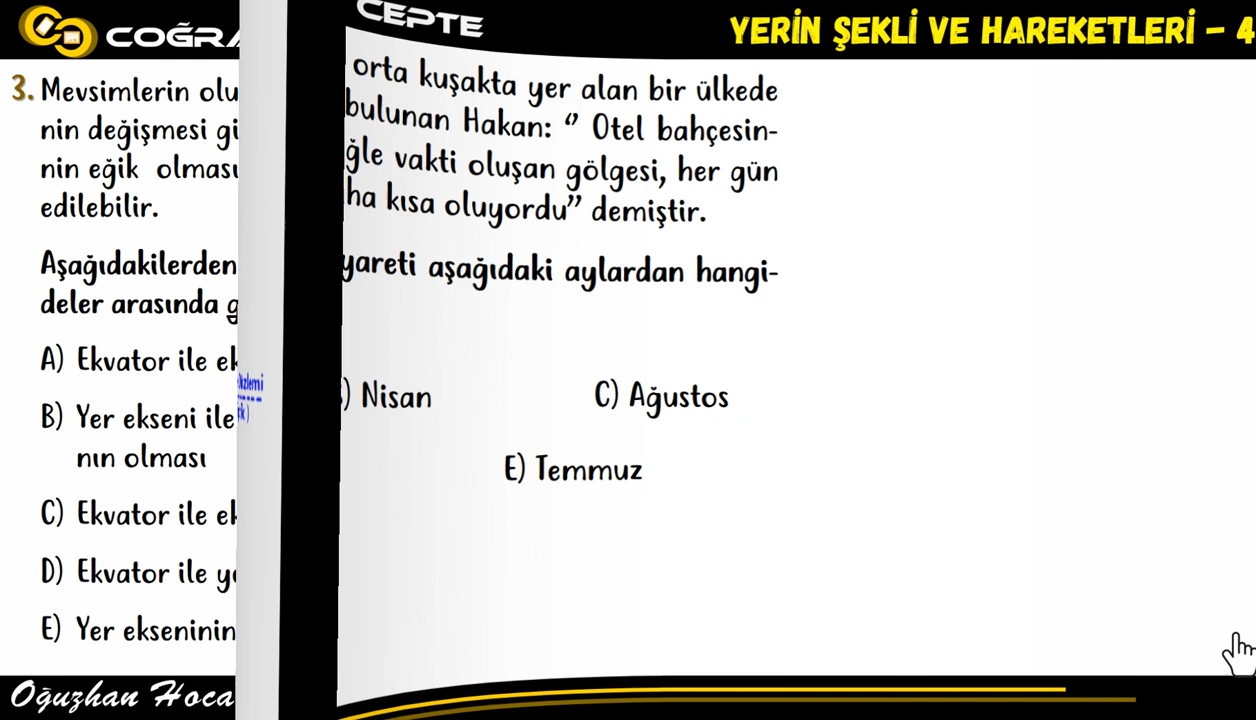 COĞRA
CEPTE
YERİN ŞEKLİ VE HAREKETLERİ - 4
3. Mevsimlerin olu
nin değişmesi gi
nin eğik olması
edilebilir.
Aşağıdakilerden
deler arasında g
A) Ekvator ile ek
B) Yer ekseni ile
nın olması
C) Ekvator ile ek
D) Ekvator ile ye
E) Yer ekseninin
orta kuşakta yer alan bir ülkede
bulunan Hakan: “ Otel bahçesin-
ğle vakti oluşan gölgesi, her gün
ha kısa oluyordu” demiştir.
yareti aşağıdaki aylardan hangi-
) Nisan
C) Ağustos
E) Temmuz
Oğuzhan Hoca